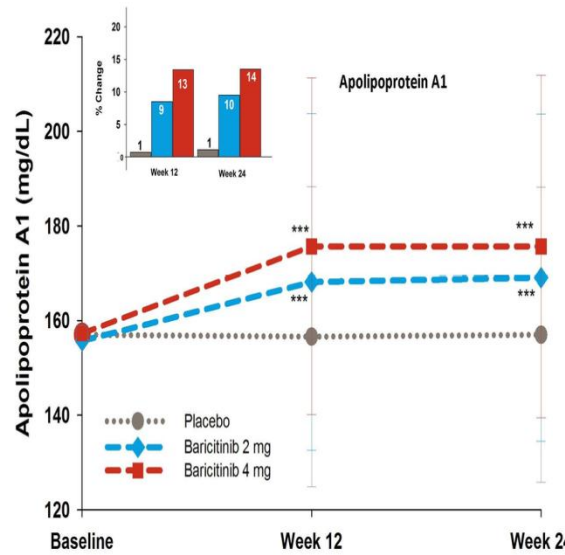 Apolipoprotein A1
Apolipoprotein A1 (mg/dL)
220
200
180
160
140
120
% Change
20
15
10
5
0
1
9
13
1
10
14
Week 12
Week 24
***
***
***
***
Placebo
Baricitinib 2 mg
Baricitinib 4 mg
Baseline
Week 12
Week 24